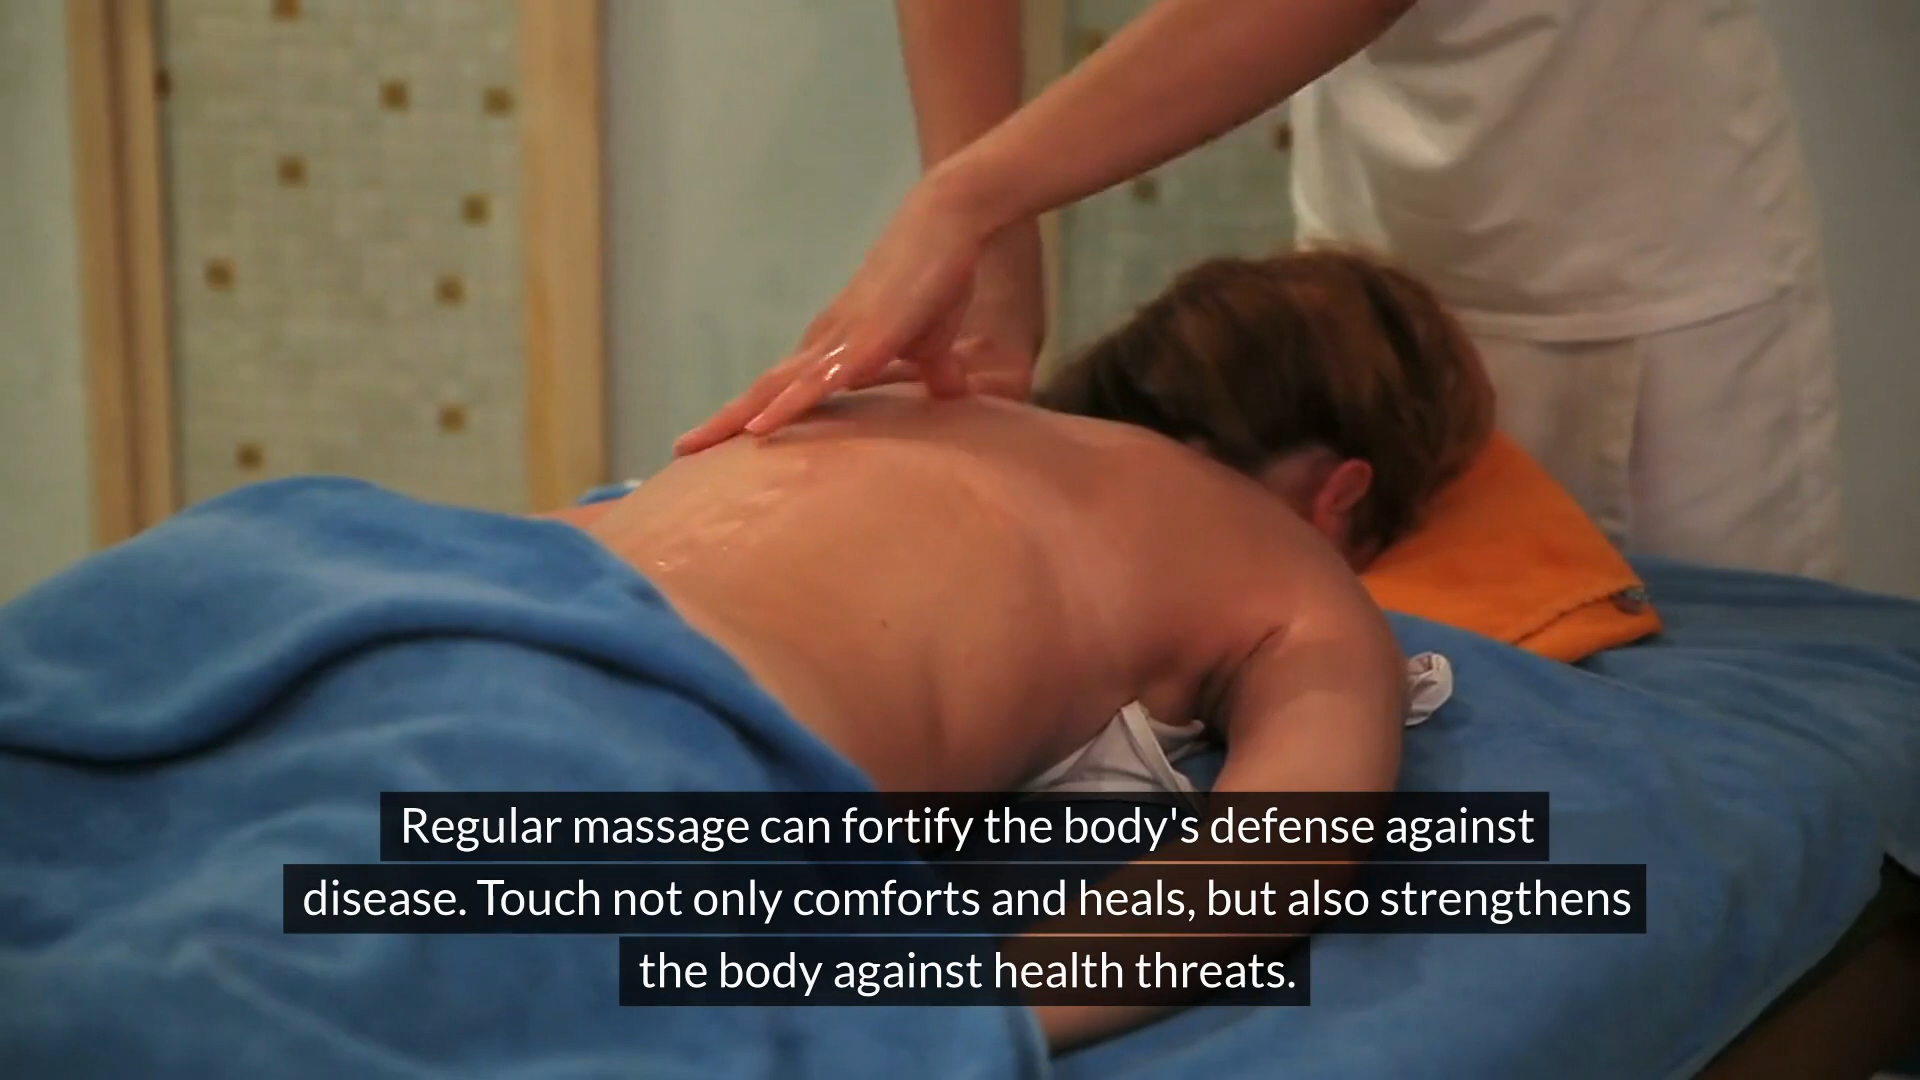 Regular massage can fortify the body's defense against
disease. Touch not only comforts and heals, but also strengthens
the body against health threats.